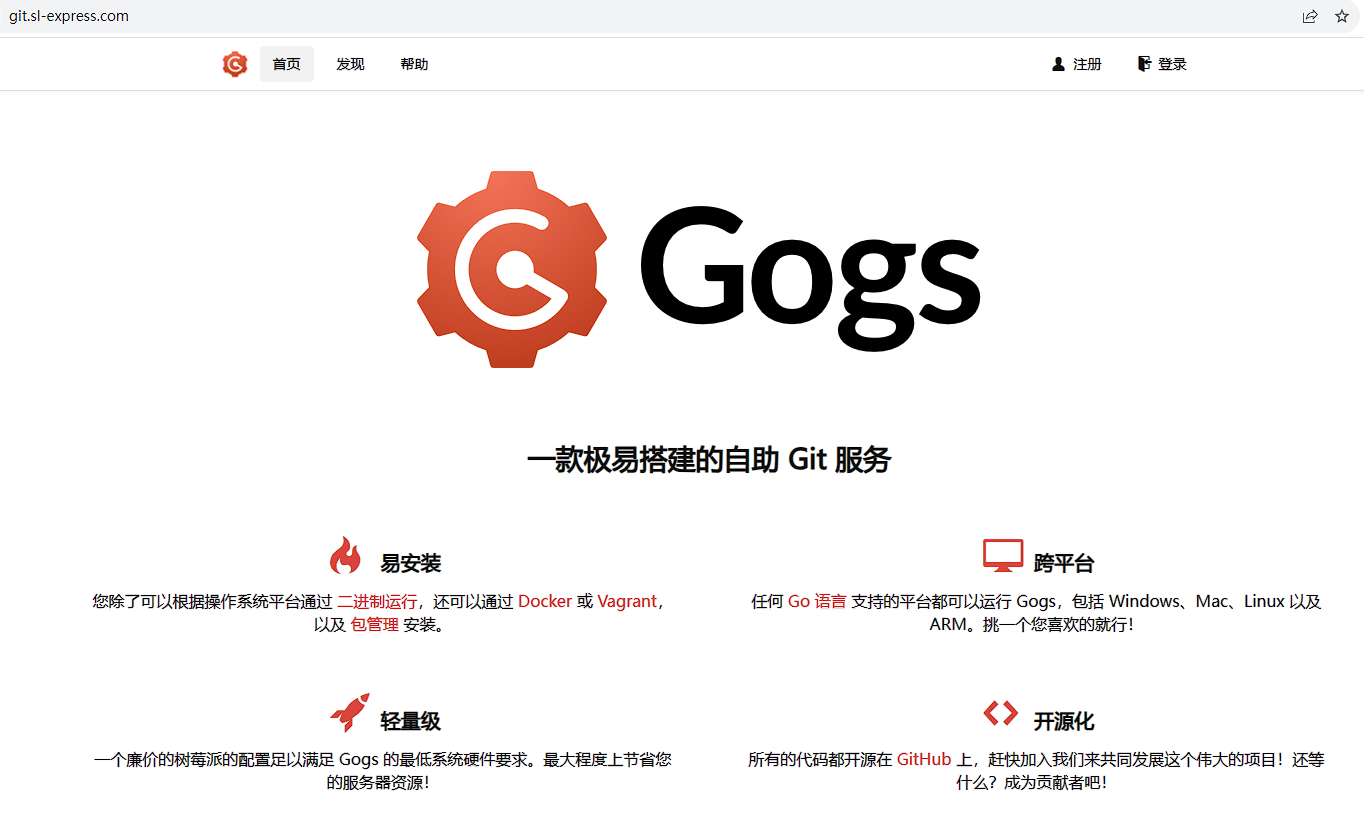 git.sl-express.com
首页 发现 帮助 注册 登录
Gogs
一款极易搭建的自助 Git 服务
易安装
您除了可以根据操作系统平台通过 二进制运行，还可以通过 Docker 或 Vagrant，
以及 包管理 安装。
跨平台
任何 Go 语言 支持的平台都可以运行 Gogs，包括 Windows、Mac、Linux 以及
ARM。挑一个您喜欢的就行！
轻量级
一个廉价的树莓派的配置足以满足 Gogs 的最低系统硬件要求。最大程度上节省您
的服务器资源！
开源化
所有的代码都开源在 GitHub 上，赶快加入我们来共同发展这个伟大的项目！还等
什么？成为贡献者吧！